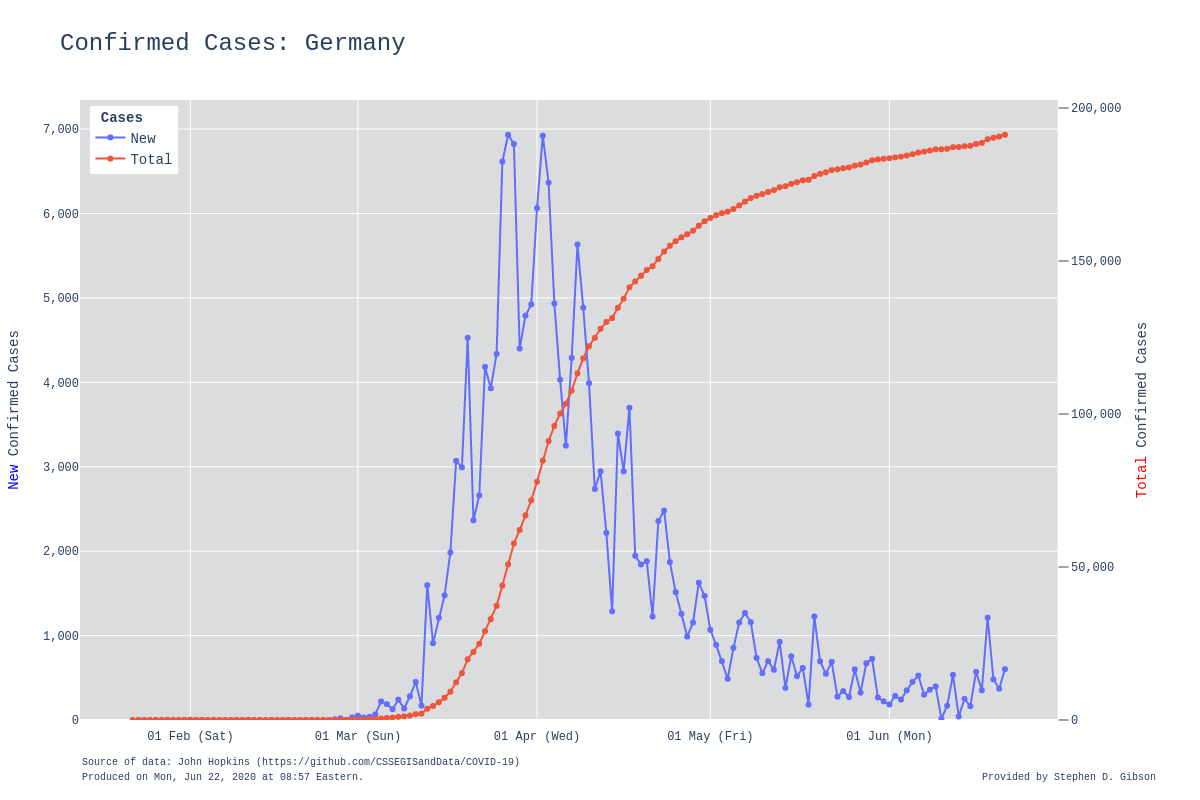 Confirmed Cases: Germany
Cases
New
Total
7,000
6,000
5,000
4,000
3,000
2,000
1,000
0
New Confirmed Cases
200,000
150,000
100,000
50,000
0
Total Confirmed Cases
01 Feb (Sat)
01 Mar (Sun)
01 Apr (Wed)
01 May (Fri)
01 Jun (Mon)
Source of data: John Hopkins (https://github.com/CSSEGISandData/COVID-19)
Produced on Mon, Jun 22, 2020 at 08:57 Eastern.
Provided by Stephen D. Gibson